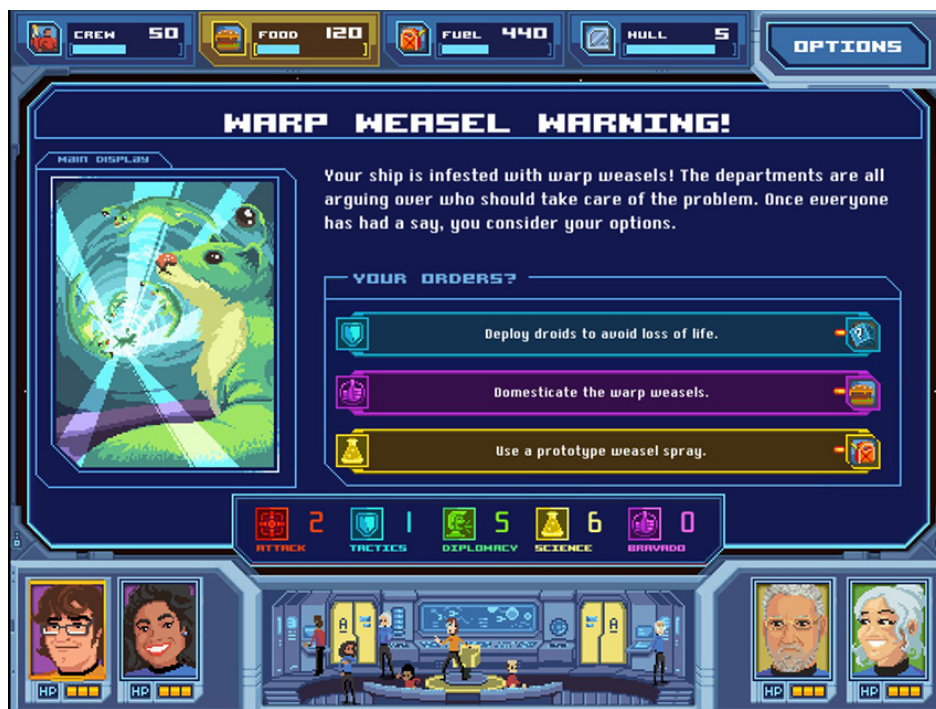 CREW 50
FOOD 120
FUEL 440
HULL 5
OPTIONS
WARP WEASEL WARNING!
MAIN DISPLAY
Your ship is infested with warp weasels! The departments are all
arguing over who should take care of the problem. Once everyone
has had a say, you consider your options.
YOUR ORDERS?
Deploy droids to avoid loss of life.
Domesticate the warp weasels.
Use a prototype weasel spray.
2 1 5 6 0
ATTACK TACTICS DIPLOMACY SCIENCE BRAVADO
HP HP HP HP